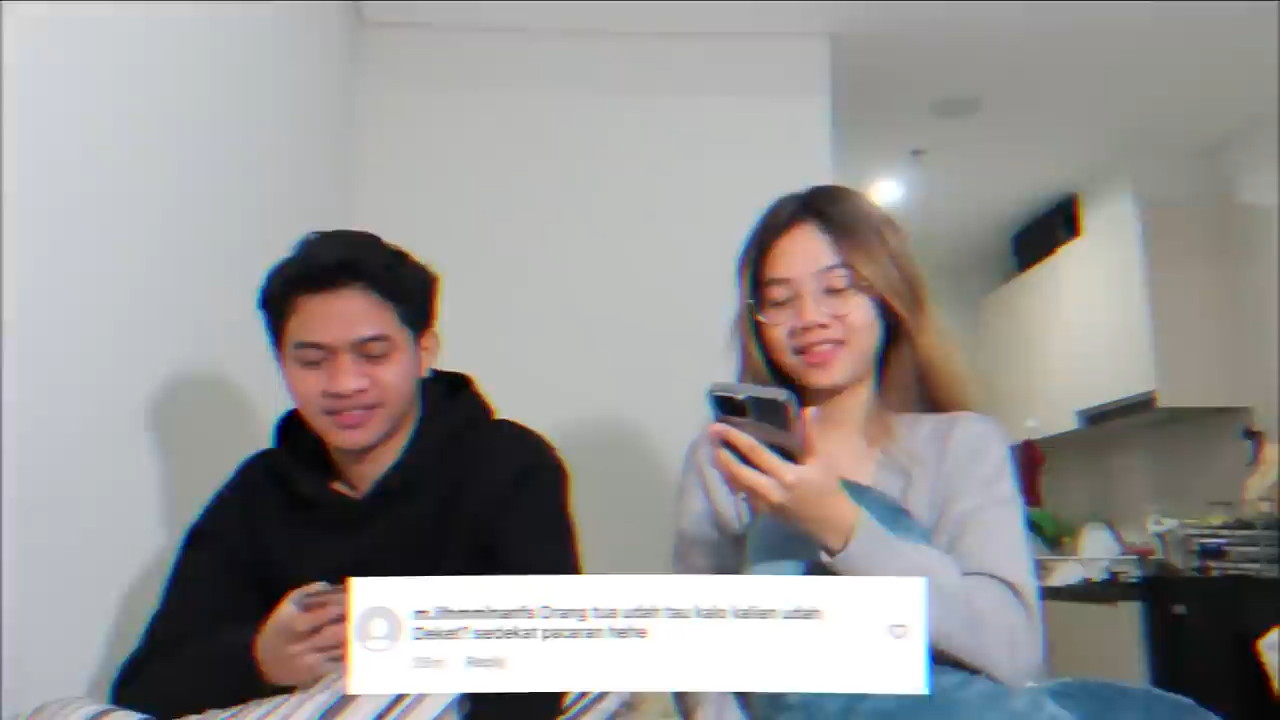 Orang tua udah tau kalo kalian udah
Deket" sedekat pacaran hehe
Reply